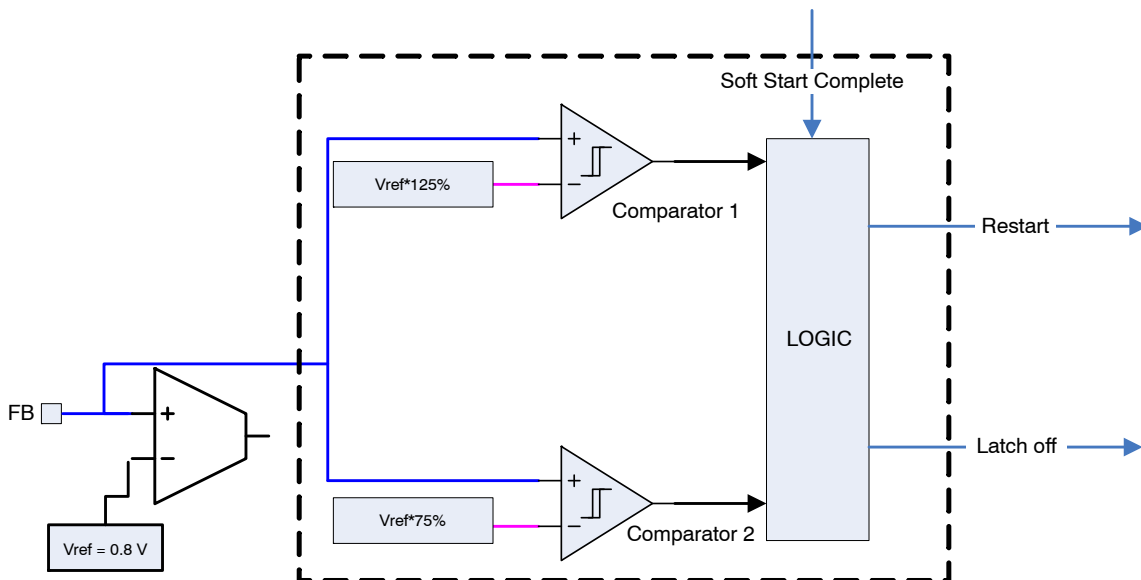 Soft Start Complete
+
Vref*125%
−
Comparator 1
Restart
LOGIC
FB
+
−
Latch off
+
Vref*75%
−
Comparator 2
Vref = 0.8 V